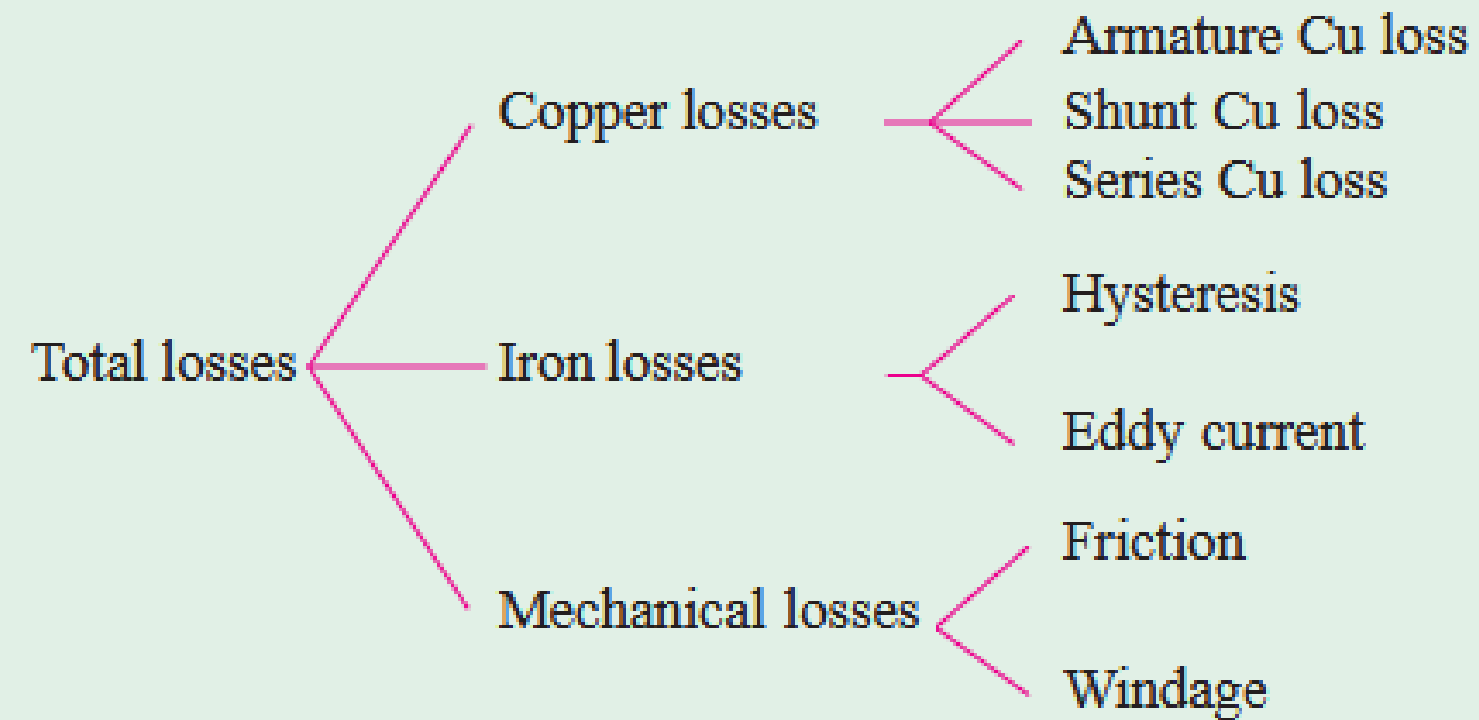 Total losses
Copper losses
Armature Cu loss
Shunt Cu loss
Series Cu loss
Iron losses
Hysteresis
Eddy current
Mechanical losses
Friction
Windage